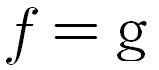 f = g